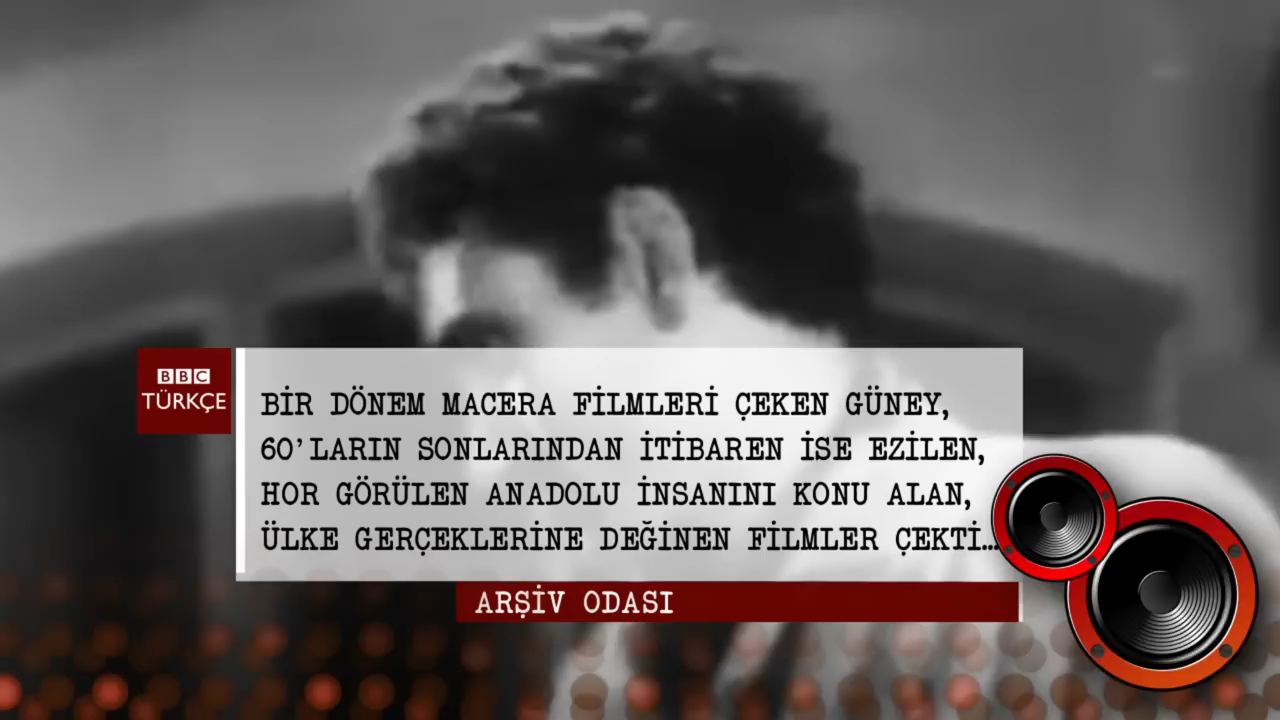 BBC
TÜRKÇE
BİR DÖNEM MACERA FİLMLERİ ÇEKEN GÜNEY,
60'LARIN SONLARINDAN İTİBAREN İSE EZİLEN,
HOR GÖRÜLEN ANADOLU İNSANINI KONU ALAN,
ÜLKE GERÇEKLERİNE DEĞİNEN FİLMLER ÇEKTİ...
ARŞİV ODASI